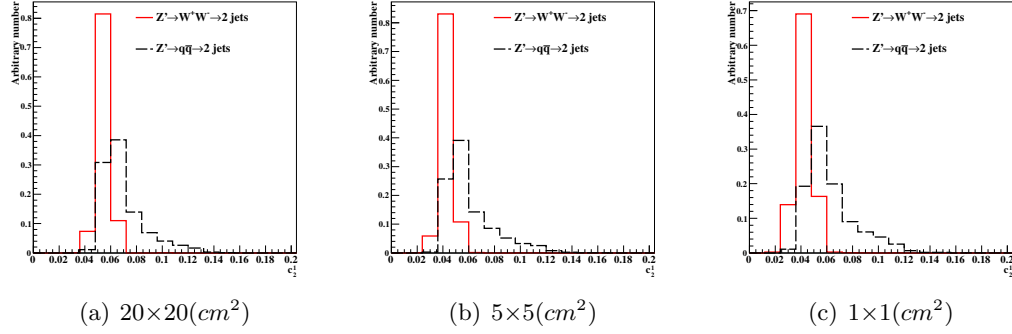 Arbitrary number
Z'→W⁺W⁻→2 jets
Z'→qq̅→2 jets
0.8
0.7
0.6
0.5
0.4
0.3
0.2
0.1
0
0 0.02 0.04 0.06 0.08 0.1 0.12 0.14 0.16 0.18 0.2
c₂¹
(a) 20×20(cm²)
Arbitrary number
Z'→W⁺W⁻→2 jets
Z'→qq̅→2 jets
0.8
0.7
0.6
0.5
0.4
0.3
0.2
0.1
0
0 0.02 0.04 0.06 0.08 0.1 0.12 0.14 0.16 0.18 0.2
c₂¹
(b) 5×5(cm²)
Arbitrary number
Z'→W⁺W⁻→2 jets
Z'→qq̅→2 jets
0.7
0.6
0.5
0.4
0.3
0.2
0.1
0
0 0.02 0.04 0.06 0.08 0.1 0.12 0.14 0.16 0.18 0.2
c₂¹
(c) 1×1(cm²)